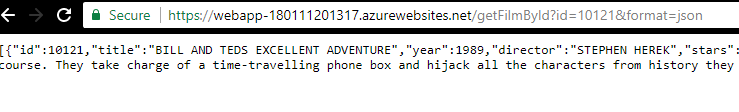 Secure https://webapp-180111201317.azurewebsites.net/getFilmById?id=10121&format=json
[{"id":10121,"title":"BILL AND TEDS EXCELLENT ADVENTURE","year":1989,"director":"STEPHEN HEREK","stars":
course. They take charge of a time-travelling phone box and hijack all the characters from history they